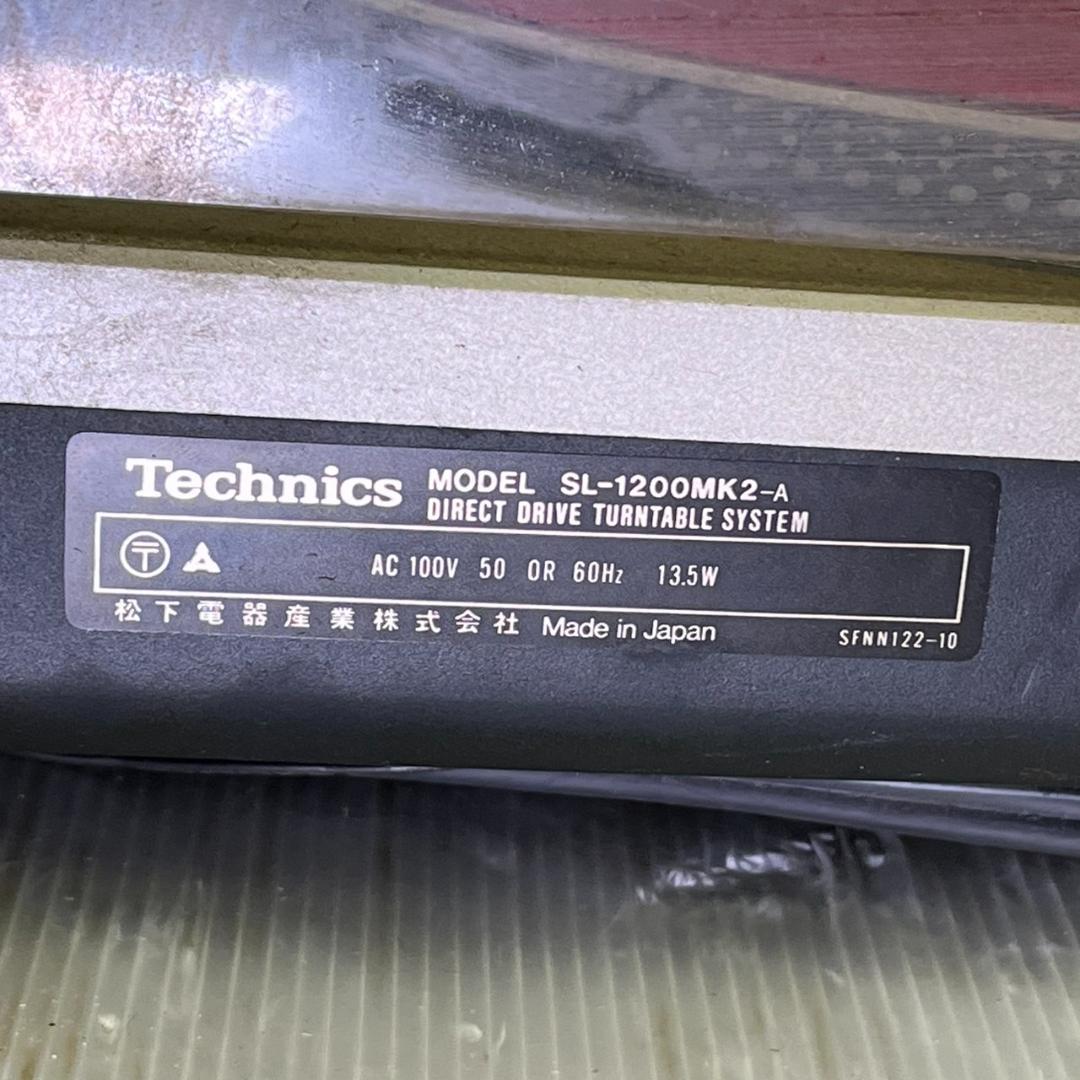 Technics MODEL SL-1200MK2-A
DIRECT DRIVE TURNTABLE SYSTEM
〒 AC 100V 50 OR 60Hz 13.5W
松下電器産業株式会社 Made in Japan SFNN122-10